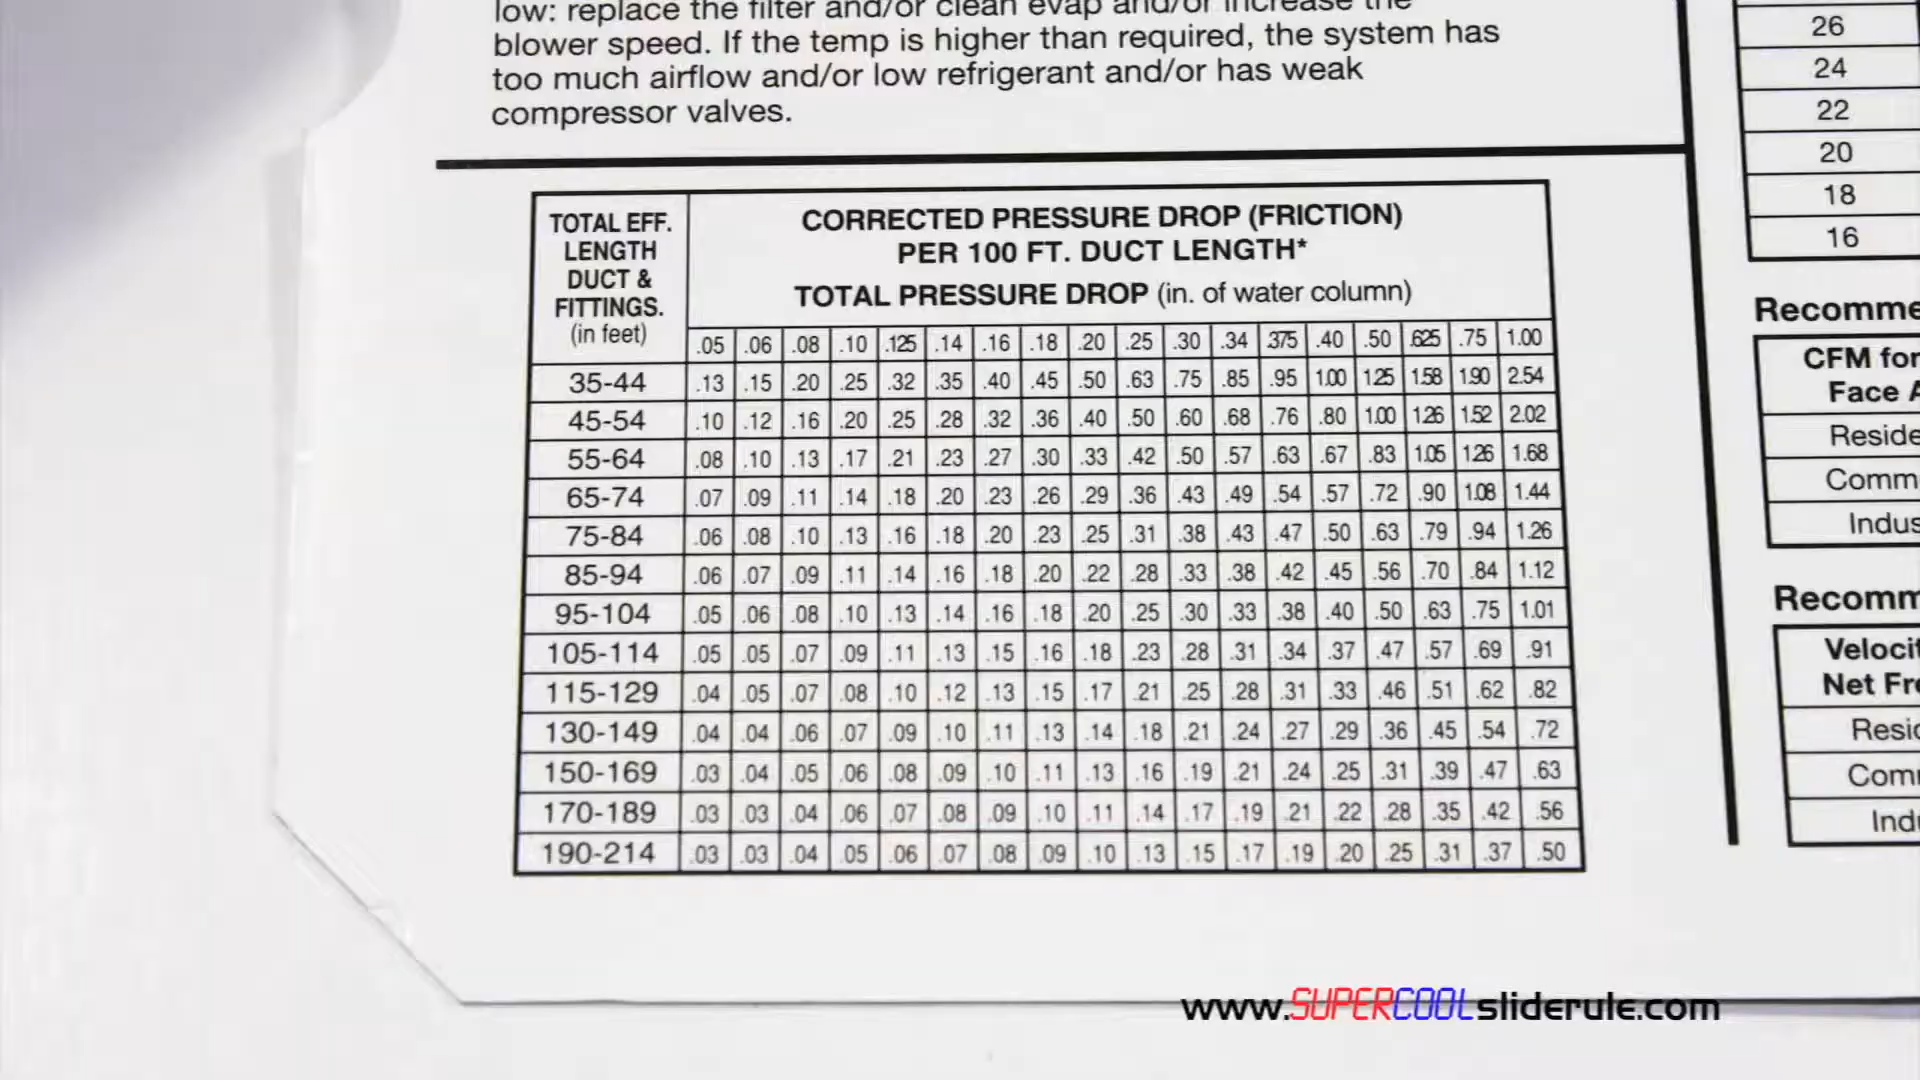 low: replace the filter and/or clean evap and/or increase the
blower speed. If the temp is higher than required, the system has
too much airflow and/or low refrigerant and/or has weak
compressor valves.
TOTAL EFF.
LENGTH
DUCT &
FITTINGS.
(in feet)
CORRECTED PRESSURE DROP (FRICTION)
PER 100 FT. DUCT LENGTH*
TOTAL PRESSURE DROP (in. of water column)
.05 .06 .08 .10 .125 .14 .16 .18 .20 .25 .30 .34 .375 .40 .50 .625 .75 1.00
35-44 .13 .15 .20 .25 .32 .35 .40 .45 .50 .63 .75 .85 .95 1.00 1.25 1.58 1.90 2.54
45-54 .10 .12 .16 .20 .25 .28 .32 .36 .40 .50 .60 .68 .76 .80 1.00 1.26 1.52 2.02
55-64 .08 .10 .13 .17 .21 .23 .27 .30 .33 .42 .50 .57 .63 .67 .83 1.05 1.26 1.68
65-74 .07 .09 .11 .14 .18 .20 .23 .26 .29 .36 .43 .49 .54 .57 .72 .90 1.08 1.44
75-84 .06 .08 .10 .13 .16 .18 .20 .23 .25 .31 .38 .43 .47 .50 .63 .79 .94 1.26
85-94 .06 .07 .09 .11 .14 .16 .18 .20 .22 .28 .33 .38 .42 .45 .56 .70 .84 1.12
95-104 .05 .06 .08 .10 .13 .14 .16 .18 .20 .25 .30 .33 .38 .40 .50 .63 .75 1.01
105-114 .05 .05 .07 .09 .11 .13 .15 .16 .18 .23 .28 .31 .34 .37 .47 .57 .69 .91
115-129 .04 .05 .07 .08 .10 .12 .13 .15 .17 .21 .25 .28 .31 .33 .46 .51 .62 .82
130-149 .04 .04 .06 .07 .09 .10 .11 .13 .14 .18 .21 .24 .27 .29 .36 .45 .54 .72
150-169 .03 .04 .05 .06 .08 .09 .10 .11 .13 .16 .19 .21 .24 .25 .31 .39 .47 .63
170-189 .03 .03 .04 .06 .07 .08 .09 .10 .11 .14 .17 .19 .21 .22 .28 .35 .42 .56
190-214 .03 .03 .04 .05 .06 .07 .08 .09 .10 .13 .15 .17 .19 .20 .25 .31 .37 .50
26
24
22
20
18
16
CFM for
Face
Velocit
Net
www.SUPERCOOLsliderule.com